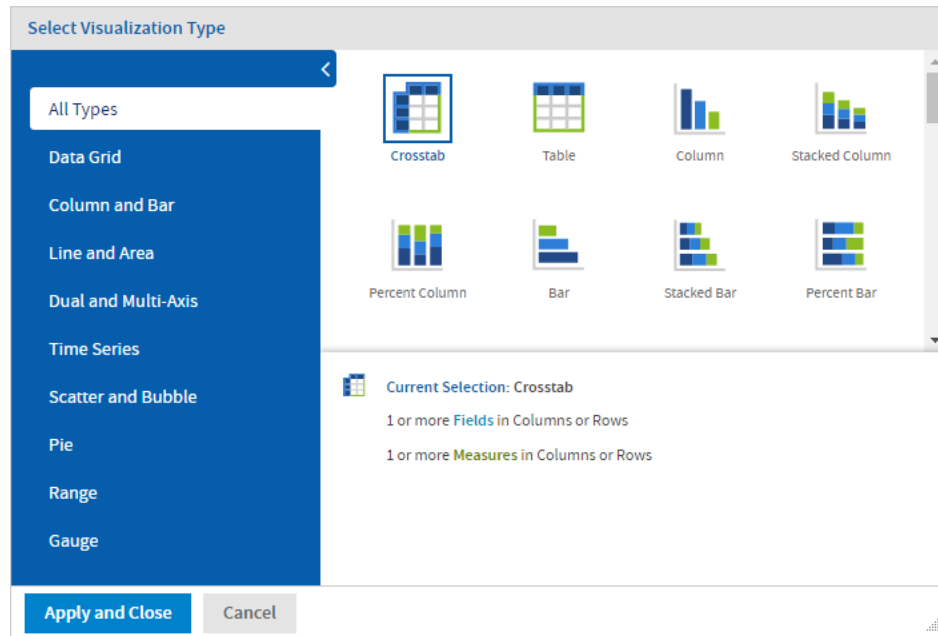 Select Visualization Type
All Types
Data Grid
Column and Bar
Line and Area
Dual and Multi-Axis
Time Series
Scatter and Bubble
Pie
Range
Gauge
Crosstab
Table
Column
Stacked Column
Percent Column
Bar
Stacked Bar
Percent Bar
Current Selection: Crosstab
1 or more Fields in Columns or Rows
1 or more Measures in Columns or Rows
Apply and Close
Cancel